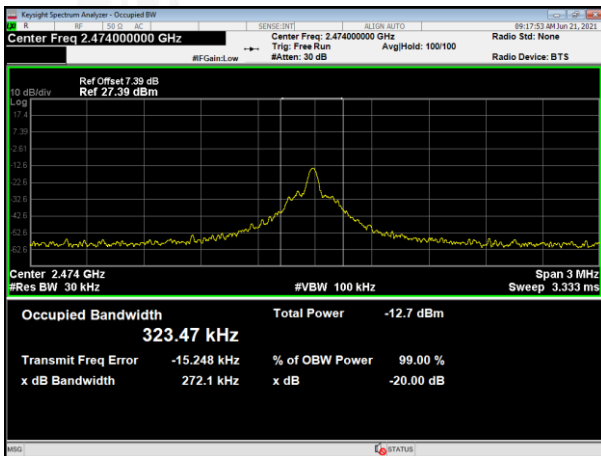 Keysight Spectrum Analyzer - Occupied BW
R RF 50 Ω AC SENSE:INT ALIGN AUTO 09:17:53 AM Jun 21, 2021
Center Freq 2.474000000 GHz Center Freq: 2.474000000 GHz Radio Std: None
Trig: Free Run Avg|Hold: 100/100
#IFGain:Low #Atten: 30 dB Radio Device: BTS
Ref Offset 7.39 dB
10 dB/div Ref 27.39 dBm
Log
17.4
7.39
-2.61
-12.6
-22.6
-32.6
-42.6
-52.6
-62.6
Center 2.474 GHz Span 3 MHz
#Res BW 30 kHz #VBW 100 kHz Sweep 3.333 ms
Occupied Bandwidth Total Power -12.7 dBm
323.47 kHz
Transmit Freq Error -15.248 kHz % of OBW Power 99.00 %
x dB Bandwidth 272.1 kHz x dB -20.00 dB
MSG STATUS